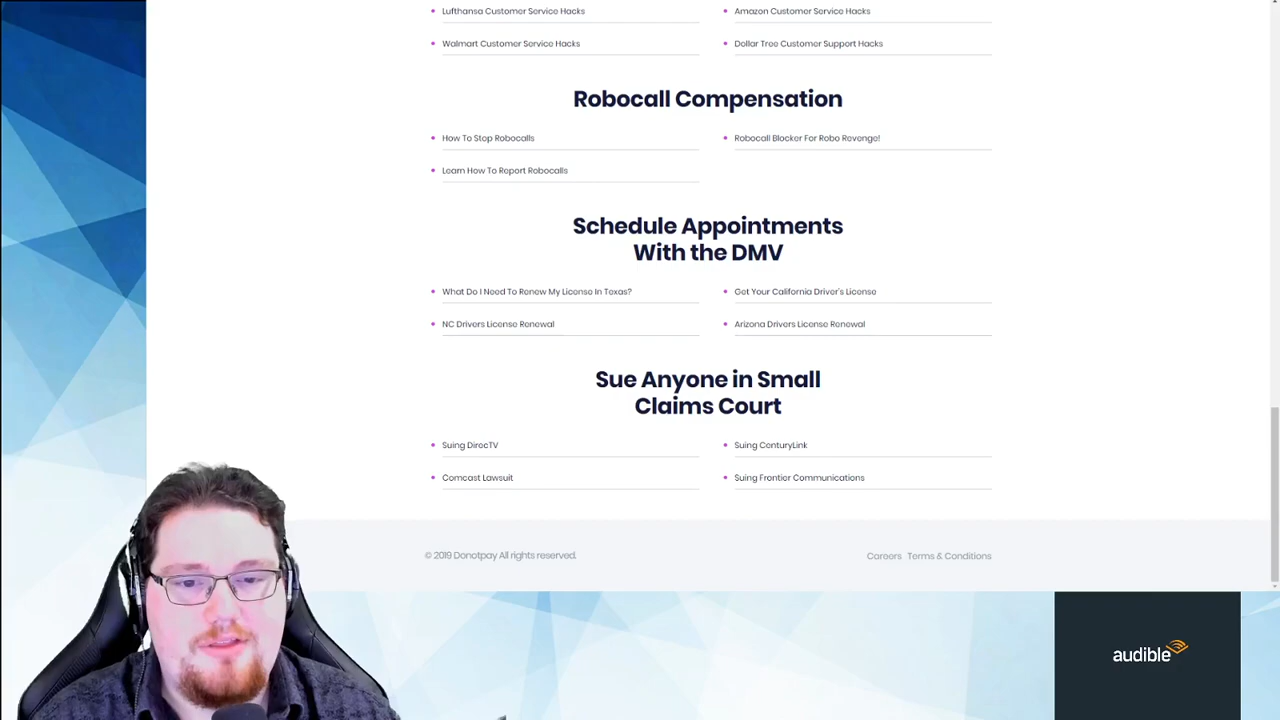 Lufthansa Customer Service Hacks
Amazon Customer Service Hacks
Walmart Customer Service Hacks
Dollar Tree Customer Support Hacks
Robocall Compensation
How To Stop Robocalls
Robocall Blocker For Robo Revenge!
Learn How To Report Robocalls
Schedule Appointments
With the DMV
What Do I Need To Renew My License In Texas?
Get Your California Driver's License
NC Drivers License Renewal
Arizona Drivers License Renewal
Sue Anyone in Small
Claims Court
Suing DirecTV
Suing CenturyLink
Comcast Lawsuit
Suing Frontier Communications
© 2019 Donotpay All rights reserved.
Careers Terms & Conditions
audible